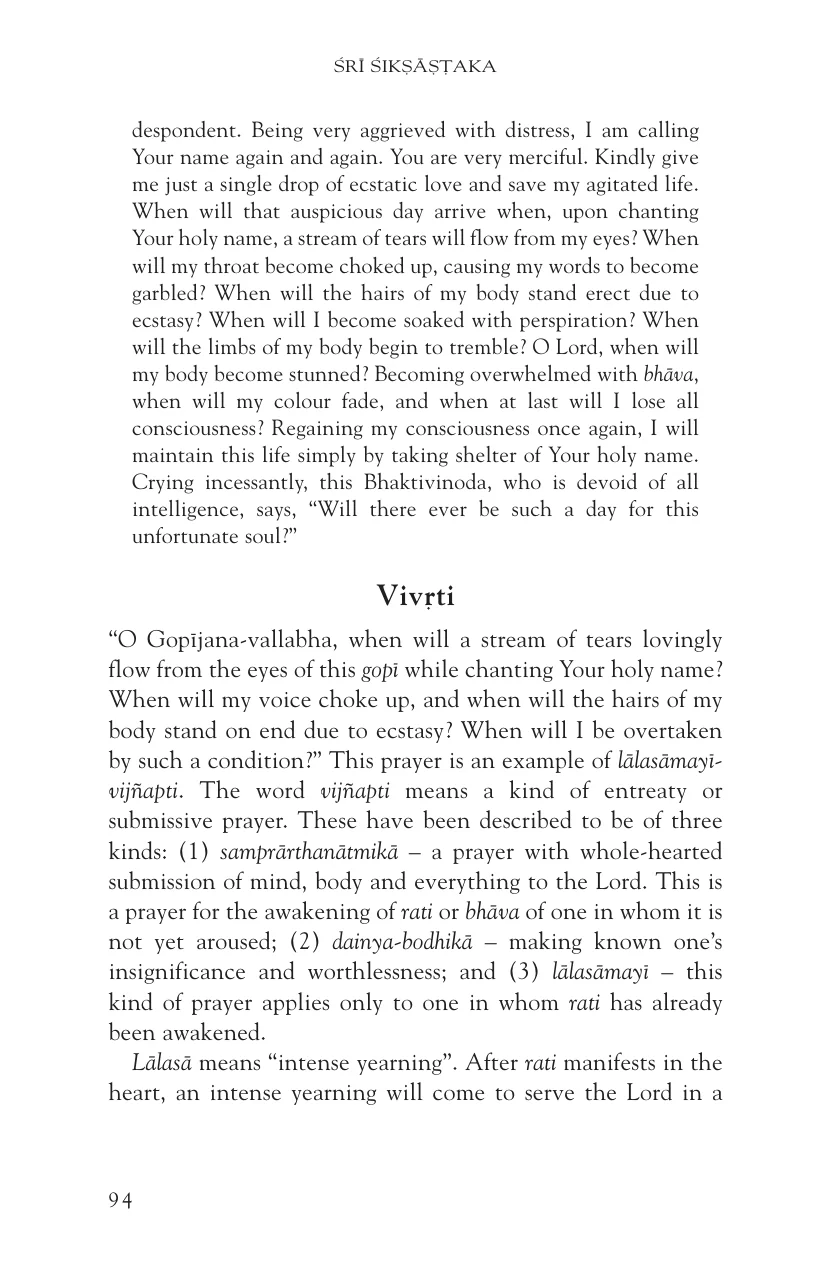 ŚRĪ ŚIKṢĀṢṬAKA
despondent. Being very aggrieved with distress, I am calling
Your name again and again. You are very merciful. Kindly give
me just a single drop of ecstatic love and save my agitated life.
When will that auspicious day arrive when, upon chanting
Your holy name, a stream of tears will flow from my eyes? When
will my throat become choked up, causing my words to become
garbled? When will the hairs of my body stand erect due to
ecstasy? When will I become soaked with perspiration? When
will the limbs of my body begin to tremble? O Lord, when will
my body become stunned? Becoming overwhelmed with bhāva,
when will my colour fade, and when at last will I lose all
consciousness? Regaining my consciousness once again, I will
maintain this life simply by taking shelter of Your holy name.
Crying incessantly, this Bhaktivinoda, who is devoid of all
intelligence, says, “Will there ever be such a day for this
unfortunate soul?”
Vivṛti
“O Gopījana-vallabha, when will a stream of tears lovingly
flow from the eyes of this gopī while chanting Your holy name?
When will my voice choke up, and when will the hairs of my
body stand on end due to ecstasy? When will I be overtaken
by such a condition?” This prayer is an example of lālasāmayī-
vijñapti. The word vijñapti means a kind of entreaty or
submissive prayer. These have been described to be of three
kinds: (1) samprārthanātmikā – a prayer with whole-hearted
submission of mind, body and everything to the Lord. This is
a prayer for the awakening of rati or bhāva of one in whom it is
not yet aroused; (2) dainya-bodhikā – making known one’s
insignificance and worthlessness; and (3) lālasāmayī – this
kind of prayer applies only to one in whom rati has already
been awakened.
Lālasā means “intense yearning”. After rati manifests in the
heart, an intense yearning will come to serve the Lord in a
94